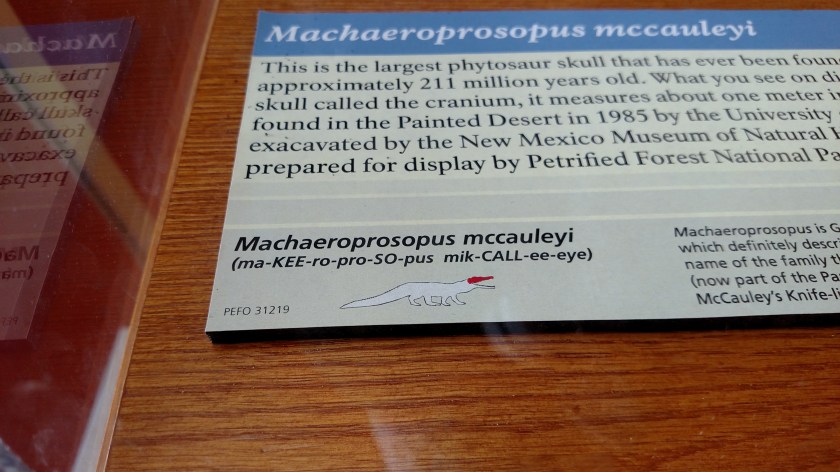 Machaeroprosopus mccauleyi
This is the largest phytosaur skull that has ever been foun
approximately 211 million years old. What you see on di
skull called the cranium, it measures about one meter i
found in the Painted Desert in 1985 by the University
exacavated by the New Mexico Museum of Natural
prepared for display by Petrified Forest National Pa
Machaeroprosopus mccauleyi
(ma-KEE-ro-pro-SO-pus mik-CALL-ee-eye)
PEFO 31219
Machaeroprosopus is G
which definitely descr
name of the family t
(now part of the Pa
McCauley's Knife-li